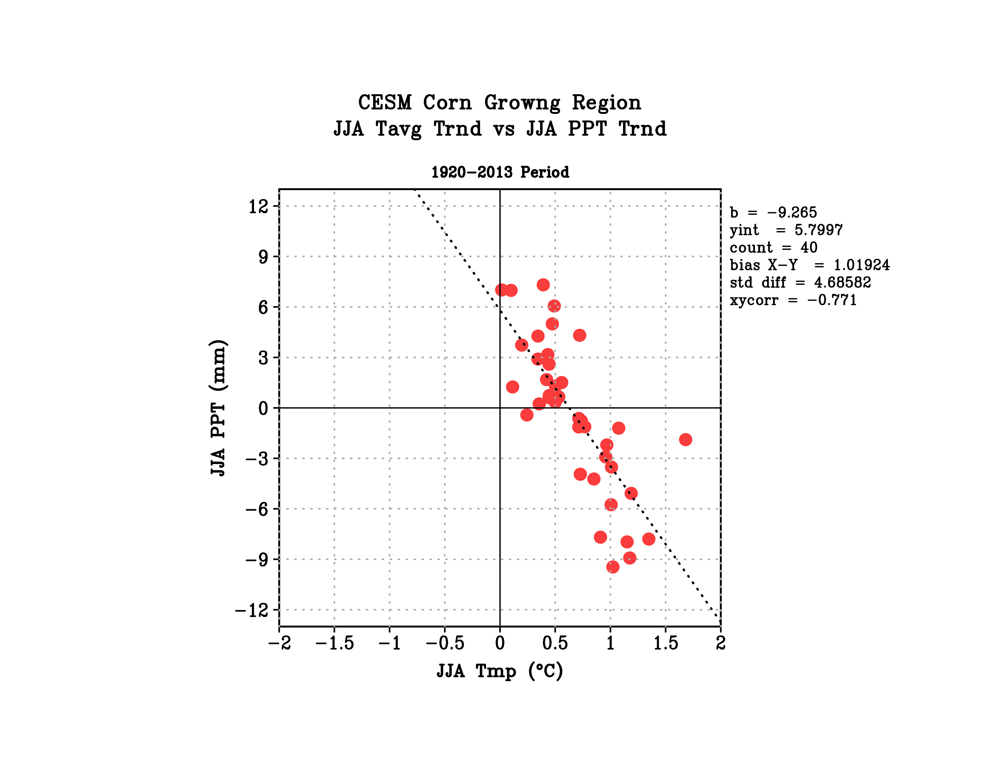 CESM Corn Growng Region
JJA Tavg Trnd vs JJA PPT Trnd
1920-2013 Period
12
9
6
3
0
-3
-6
-9
-12
JJA PPT (mm)
b = -9.265
yint = 5.7997
count = 40
bias X-Y = 1.01924
std diff = 4.68582
xycorr = -0.771
-2 -1.5 -1 -0.5 0 0.5 1 1.5 2
JJA Tmp (°C)